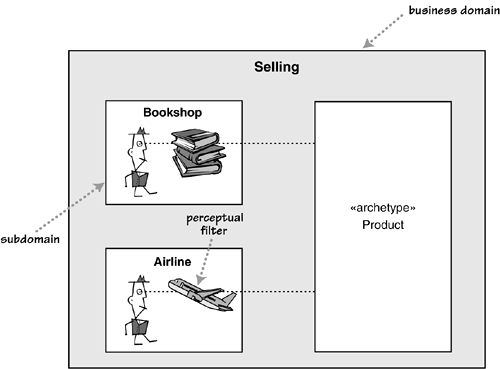 business domain
Selling
Bookshop
«archetype»
Product
perceptual
filter
subdomain
Airline